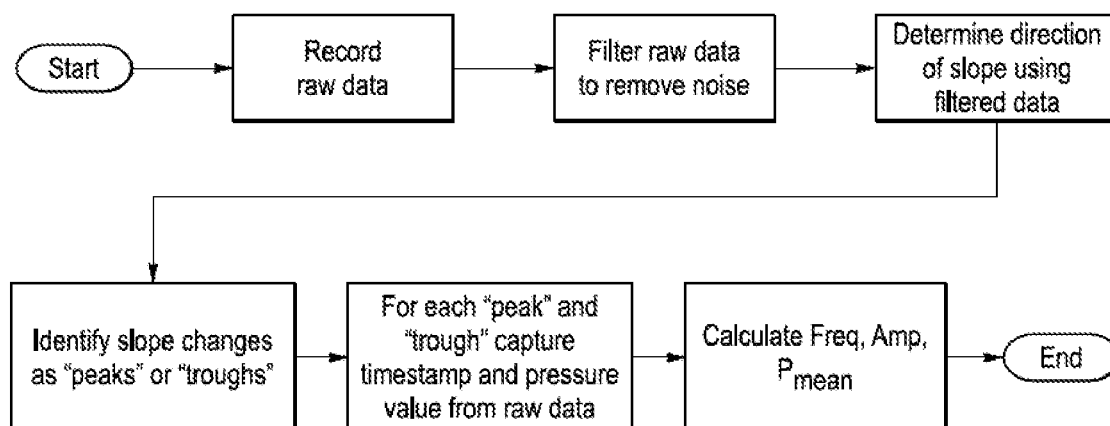 Start
Record
raw data
Filter raw data
to remove noise
Determine direction
of slope using
filtered data
Identify slope changes
as “peaks” or “troughs”
For each “peak” and
“trough” capture
timestamp and pressure
value from raw data
Calculate Freq, Amp,
Pmean
End